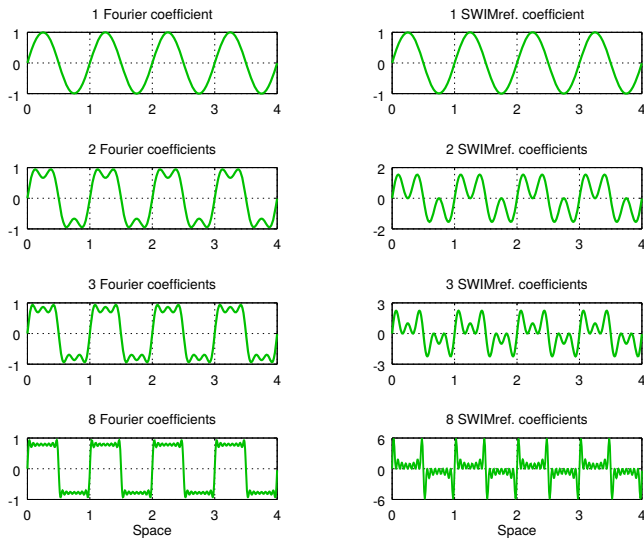 1 Fourier coefficient
1
0
-1
0 1 2 3 4
1 SWIMref. coefficient
1
0
-1
0 1 2 3 4
2 Fourier coefficients
1
0
-1
0 1 2 3 4
2 SWIMref. coefficients
2
0
-2
0 1 2 3 4
3 Fourier coefficients
1
0
-1
0 1 2 3 4
3 SWIMref. coefficients
3
0
-3
0 1 2 3 4
8 Fourier coefficients
1
0
-1
0 1 2 3 4
Space
8 SWIMref. coefficients
6
0
-6
0 1 2 3 4
Space